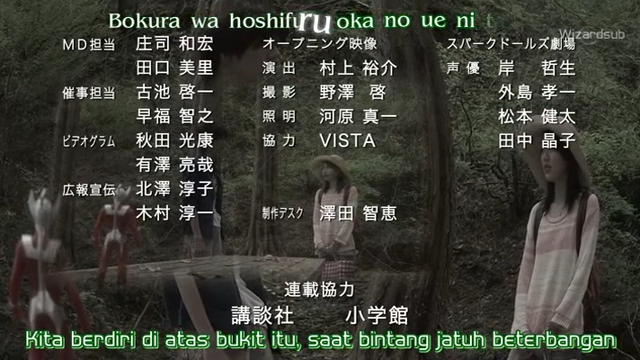 Bokura wa hoshifuru oka no ue ni t
Wizardsub
MD担当 庄司 和宏 オープニング映像 スパークドールズ劇場
田口 美里 演出 村上 裕介 声優 岸 哲生
催事担当 古池 啓一 撮影 野澤 啓 外島 孝一
早福 智之 照明 河原 真一 松本 健太
ビデオグラム 秋田 光康 協力 VISTA 田中 晶子
有澤 亮哉
広報宣伝 北澤 淳子
木村 淳一 制作デスク 澤田 智恵
連載協力
講談社 小学館
Kita berdiri di atas bukit itu, saat bintang jatuh beterbangan